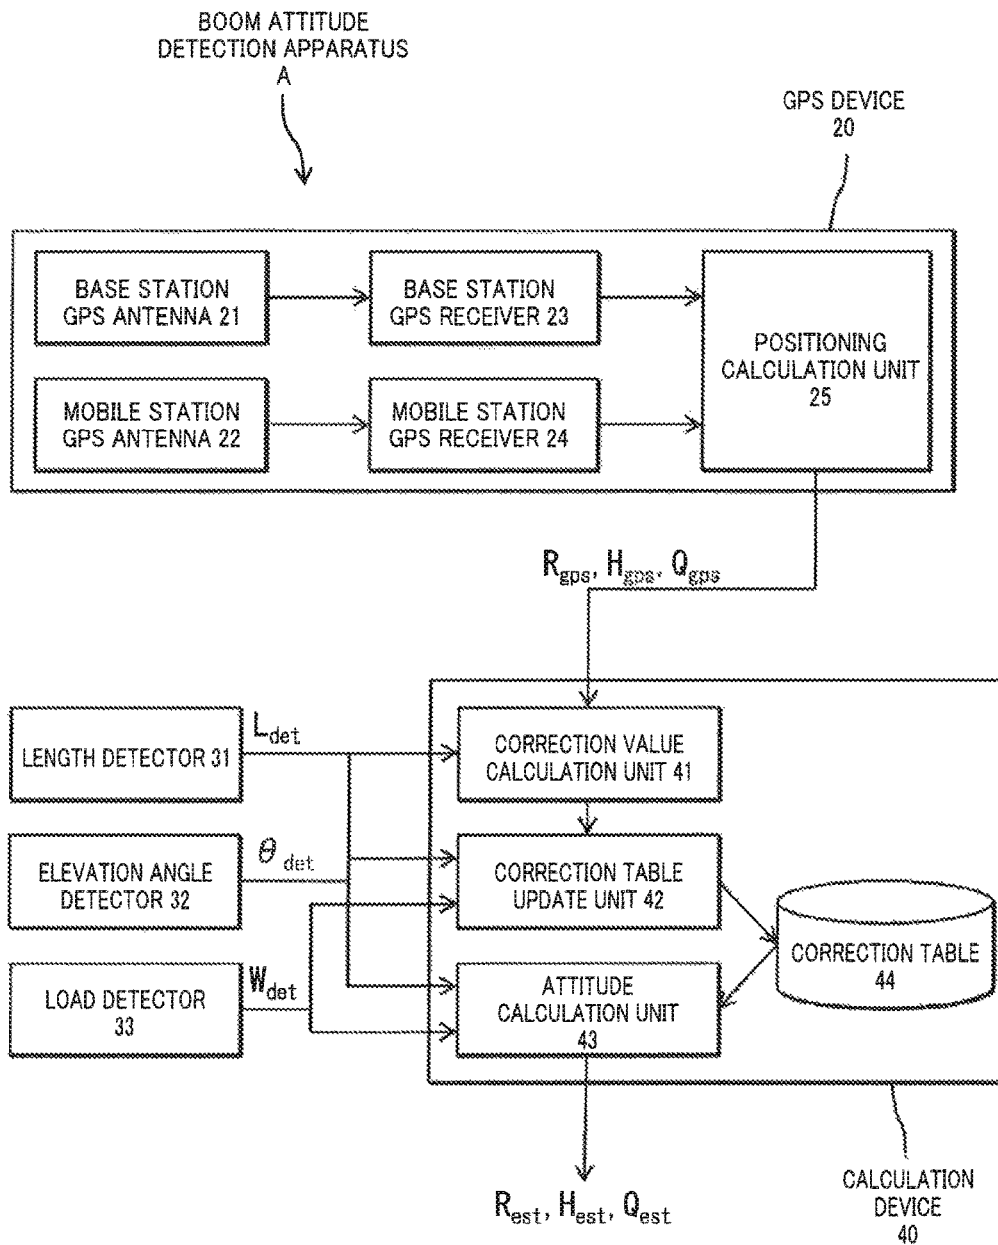 BOOM ATTITUDE
DETECTION APPARATUS
A
GPS DEVICE
20
BASE STATION
GPS ANTENNA 21
BASE STATION
GPS RECEIVER 23
POSITIONING
CALCULATION UNIT
25
MOBILE STATION
GPS ANTENNA 22
MOBILE STATION
GPS RECEIVER 24
Rgps, Hgps, Qgps
LENGTH DETECTOR 31
Ldet
CORRECTION VALUE
CALCULATION UNIT 41
ELEVATION ANGLE
DETECTOR 32
θdet
CORRECTION TABLE
UPDATE UNIT 42
CORRECTION TABLE
44
LOAD DETECTOR
33
Wdet
ATTITUDE
CALCULATION UNIT
43
Rest, Hest, Qest
CALCULATION
DEVICE
40